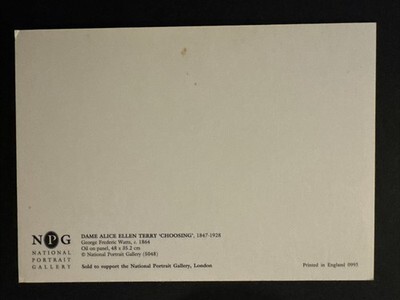 NPG
NATIONAL
PORTRAIT
GALLERY
DAME ALICE ELLEN TERRY 'CHOOSING', 1847-1928
George Frederic Watts, c. 1864
Oil on panel, 48 x 35.2 cm
© National Portrait Gallery (5048)
Sold to support the National Portrait Gallery, London
Printed in England